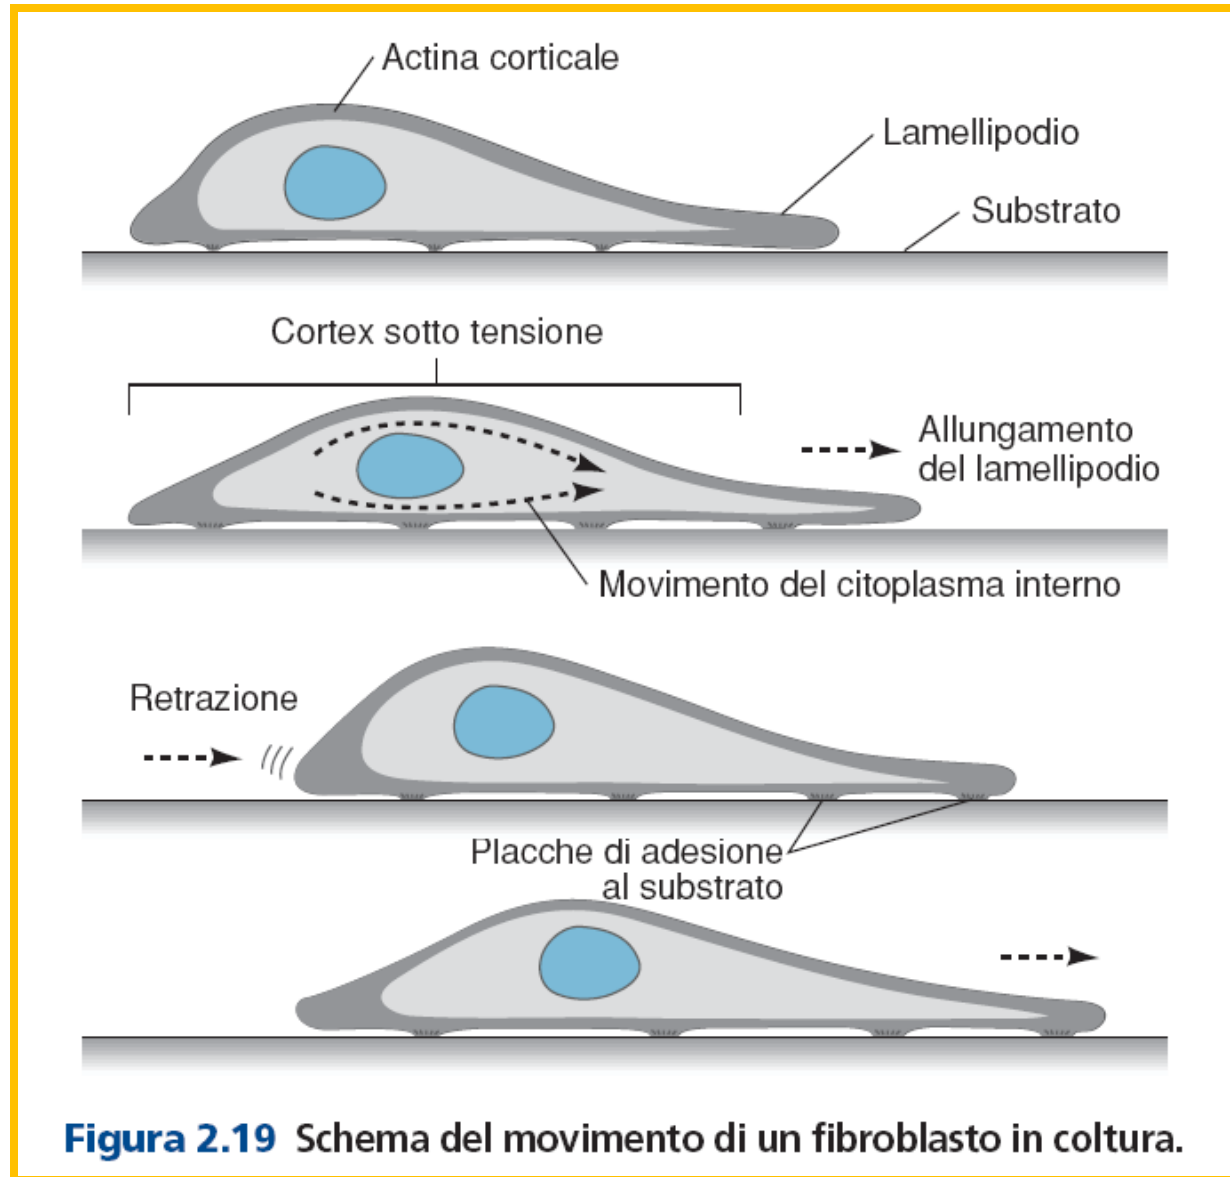 Actina corticale
Lamellipodio
Substrato
Cortex sotto tensione
Allungamento
del lamellipodio
Movimento del citoplasma interno
Retrazione
Placche di adesione
al substrato
Figura 2.19 Schema del movimento di un fibroblasto in coltura.